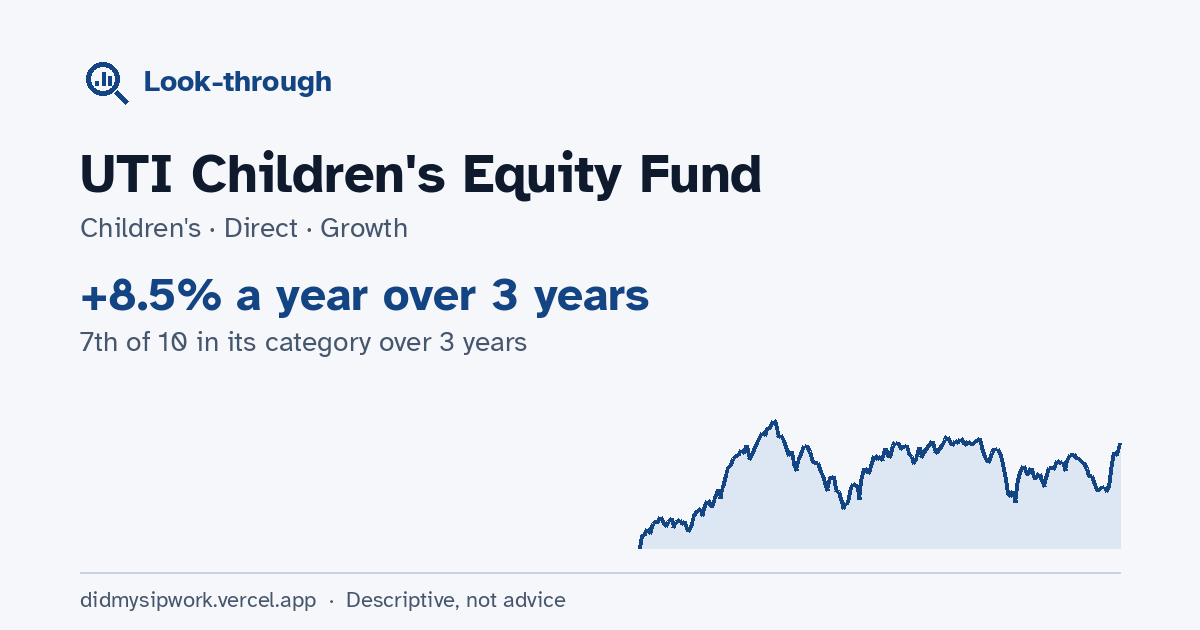 Look-through
UTI Children's Equity Fund
Children's · Direct · Growth
+8.5% a year over 3 years
7th of 10 in its category over 3 years
didmysipwork.vercel.app · Descriptive, not advice